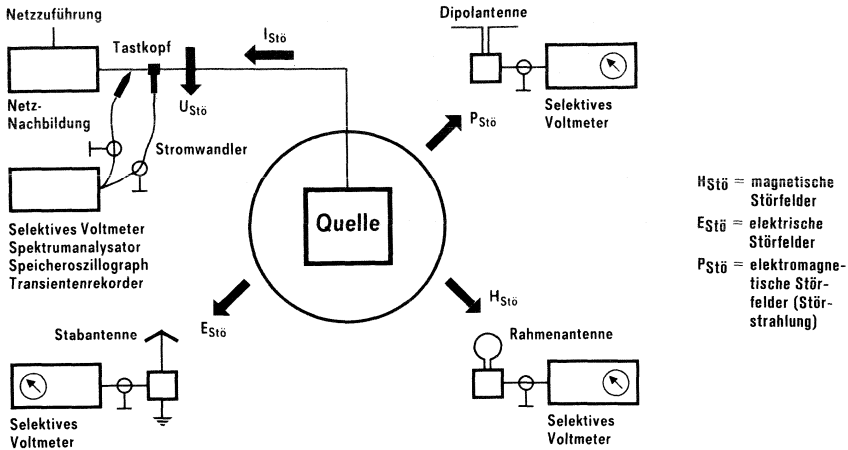 Netzzuführung
Tastkopf
IStö
UStö
Netz-
Nachbildung
Stromwandler
Selektives Voltmeter
Spektrumanalysator
Speicheroszillograph
Transientenrekorder
Dipolantenne
Selektives
Voltmeter
PStö
Quelle
HStö = magnetische
Störfelder
EStö = elektrische
Störfelder
PStö = elektromagne-
tische Stör-
felder (Stör-
strahlung)
EStö
HStö
Stabantenne
Selektives
Voltmeter
Rahmenantenne
Selektives
Voltmeter